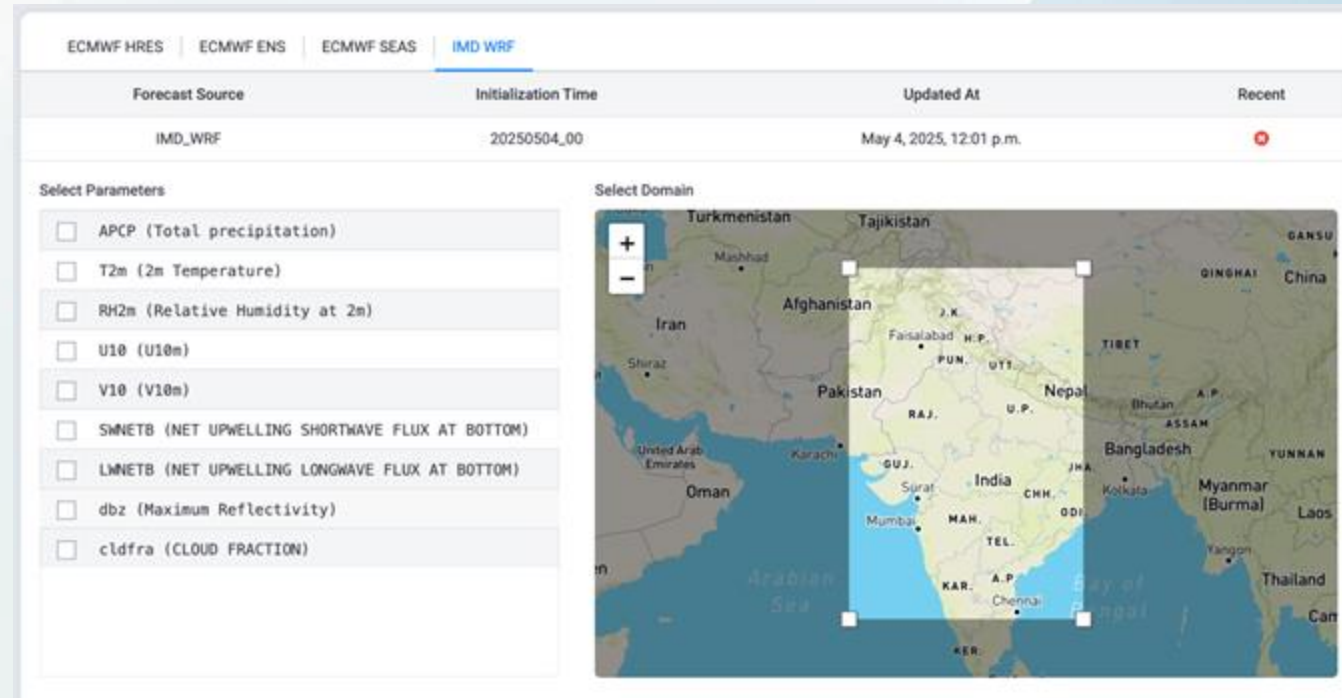 ECMWF HRES ECMWF ENS ECMWF SEAS IMD WRF
Forecast Source Initialization Time Updated At Recent
IMD_WRF 20250504_00 May 4, 2025, 12:01 p.m.
Select Parameters
APCP (Total precipitation)
T2m (2m Temperature)
RH2m (Relative Humidity at 2m)
U10 (U10m)
V10 (V10m)
SWNETB (NET UPWELLING SHORTWAVE FLUX AT BOTTOM)
LWNETB (NET UPWELLING LONGWAVE FLUX AT BOTTOM)
dbz (Maximum Reflectivity)
cldfra (CLOUD FRACTION)
Select Domain
+
−
Turkmenistan Tajikistan
GANSU
Mashhad
QINGHAI China
Afghanistan
J.K.
Iran
Faisalabad H.P.
TIBET
Shiraz PUN. UTT.
Pakistan Nepal
Bhutan A.P.
RAJ. U.P.
ASSAM
United Arab
Emirates
Karachi Bangladesh YUNNAN
GUJ. JHA.
Surat India CHH. Kolkata Myanmar
(Burma)
Oman
Mumbai MAH. ODI Laos
TEL.
Yangon
Arabian
Sea
KAR. A.P. Bay of Thailand
Chennai
KER.